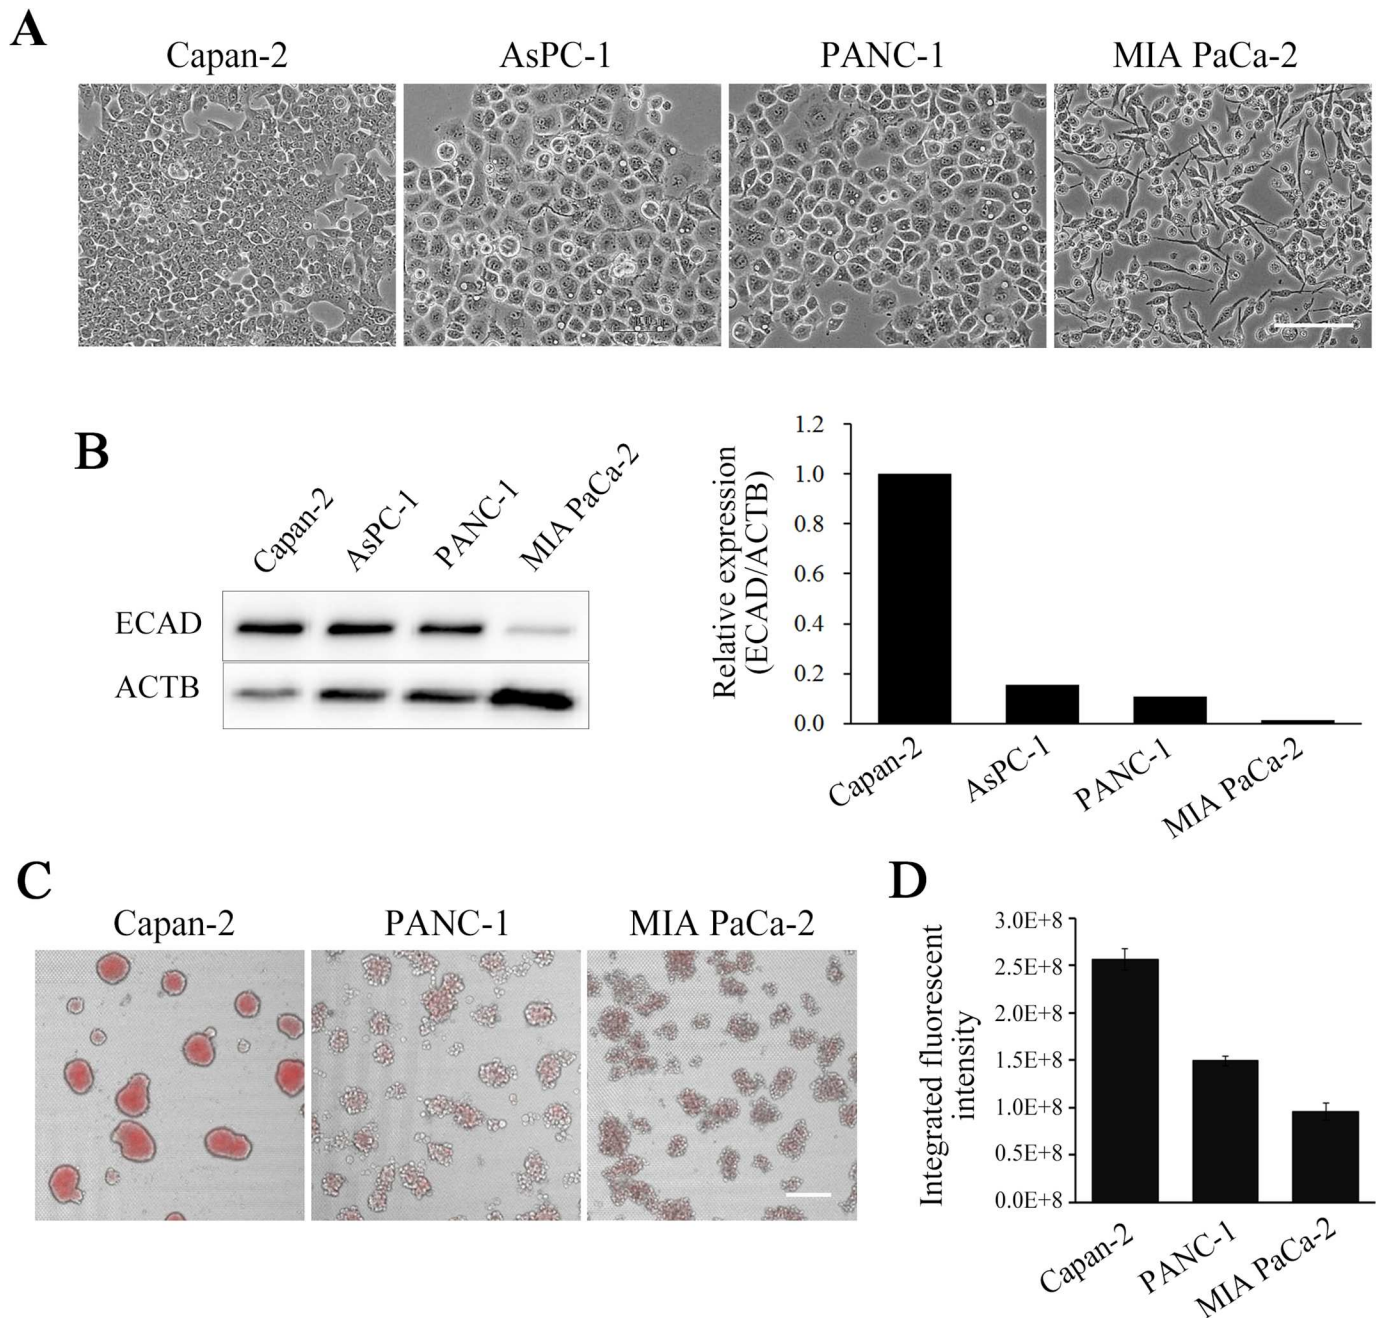 A
Capan-2 AsPC-1 PANC-1 MIA PaCa-2
B
Capan-2 AsPC-1 PANC-1 MIA PaCa-2
ECAD
ACTB
Relative expression
(ECAD/ACTB)
1.2
1.0
0.8
0.6
0.4
0.2
0.0
Capan-2 AsPC-1 PANC-1 MIA PaCa-2
C
Capan-2 PANC-1 MIA PaCa-2
D
Integrated fluorescent
intensity
3.0E+8
2.5E+8
2.0E+8
1.5E+8
1.0E+8
0.5E+8
0.0E+8
Capan-2 PANC-1 MIA PaCa-2